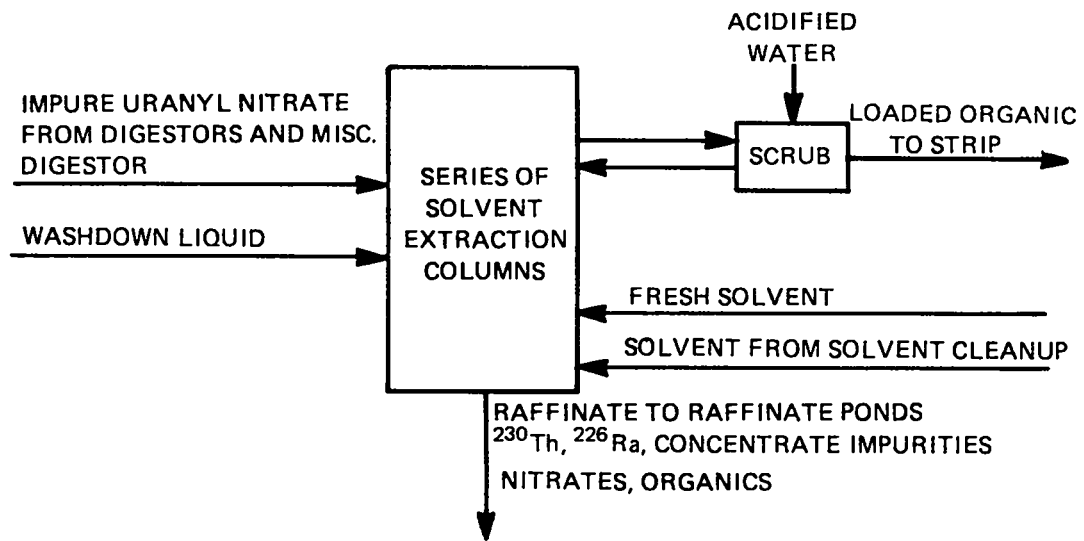 ACIDIFIED
WATER
IMPURE URANYL NITRATE
FROM DIGESTORS AND MISC.
DIGESTOR
LOADED ORGANIC
TO STRIP
SCRUB
SERIES OF
SOLVENT
EXTRACTION
COLUMNS
WASHDOWN LIQUID
FRESH SOLVENT
SOLVENT FROM SOLVENT CLEANUP
RAFFINATE TO RAFFINATE PONDS
²³⁰Th, ²²⁶Ra, CONCENTRATE IMPURITIES
NITRATES, ORGANICS